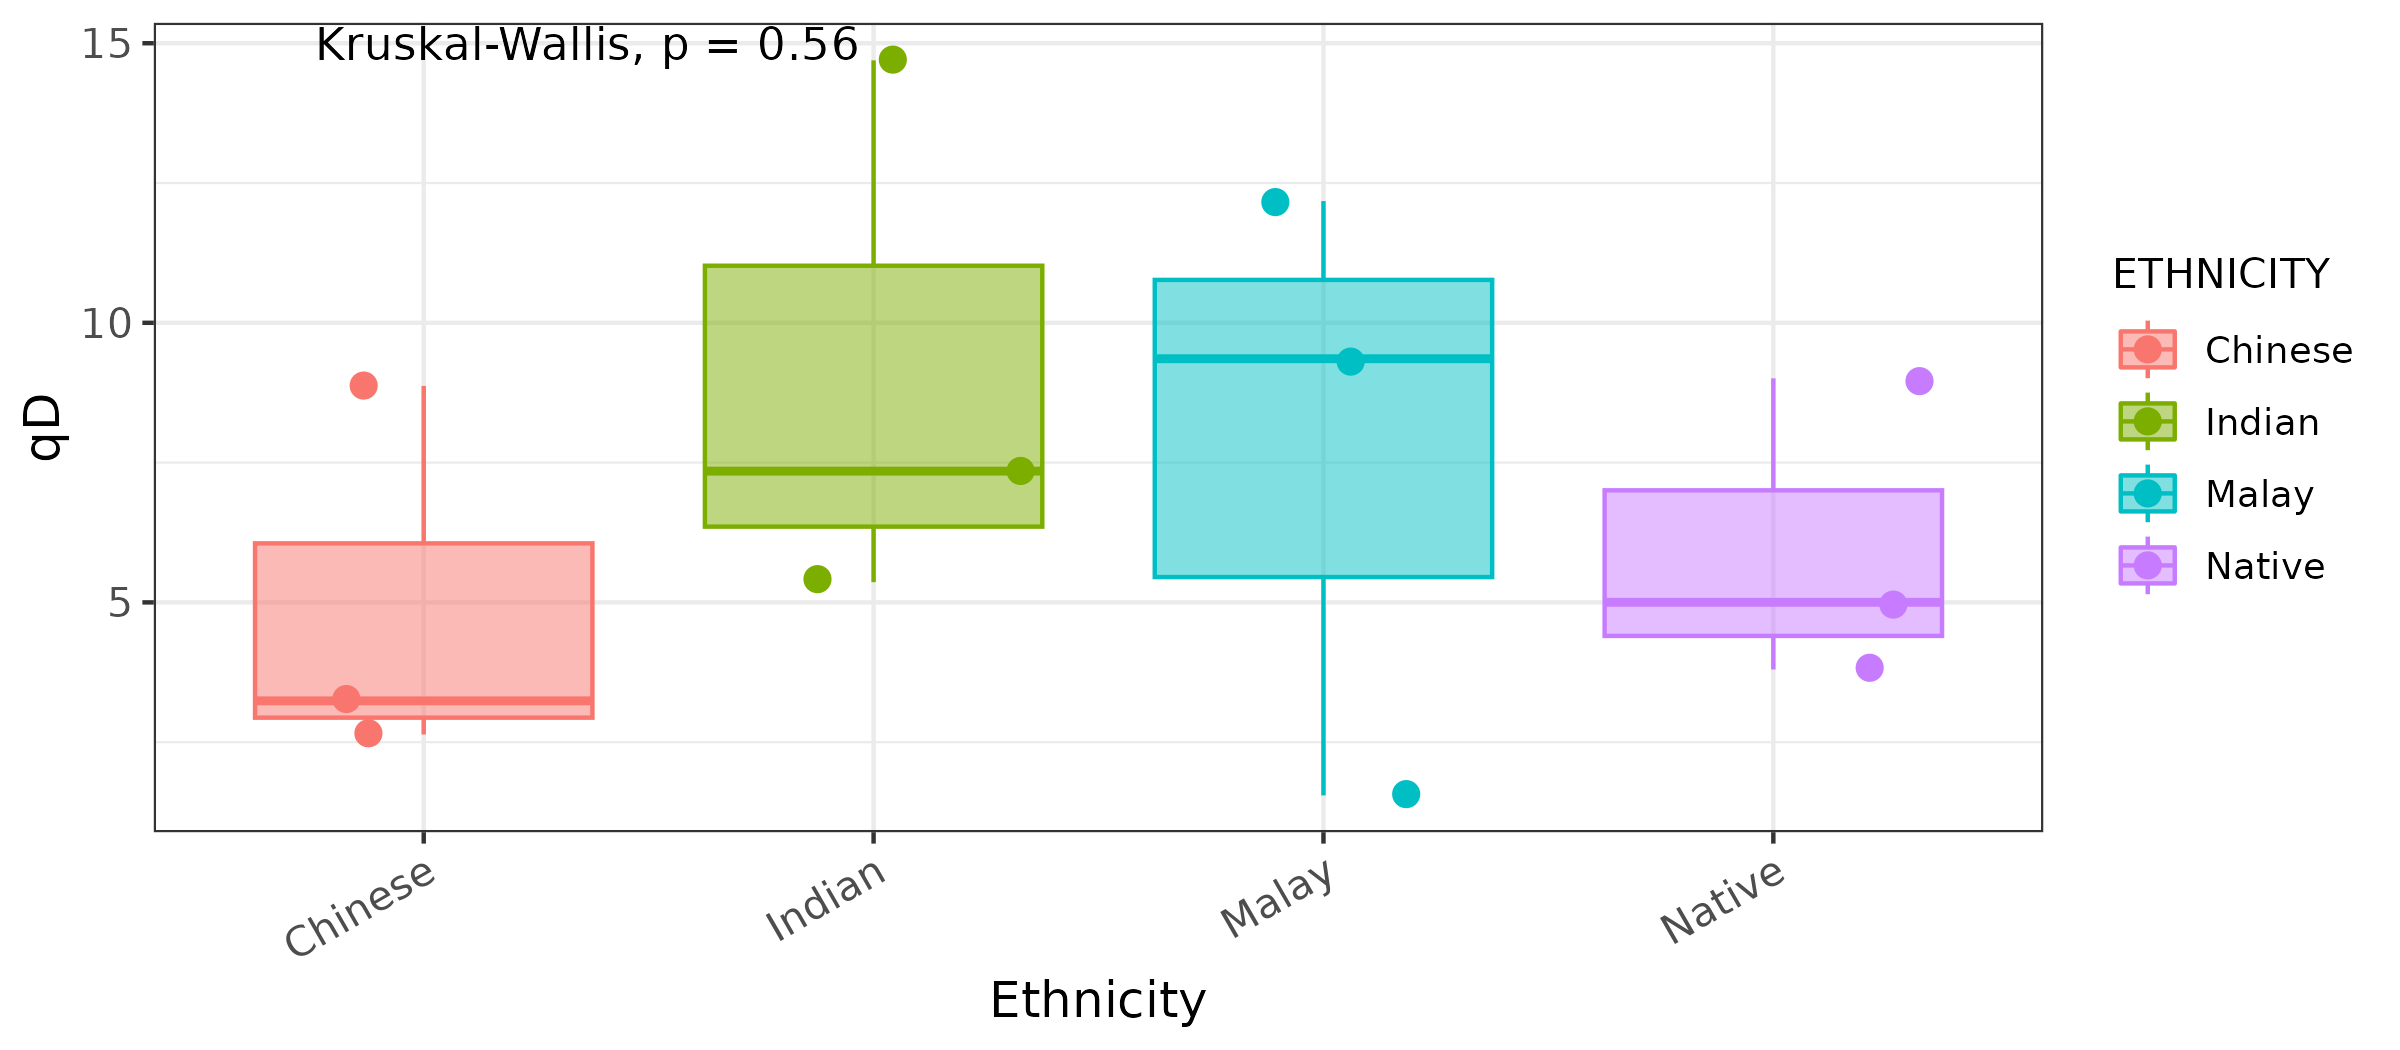 Kruskal-Wallis, p = 0.56
15
10
5
qD
Chinese
Indian
Malay
Native
Ethnicity
ETHNICITY
Chinese
Indian
Malay
Native